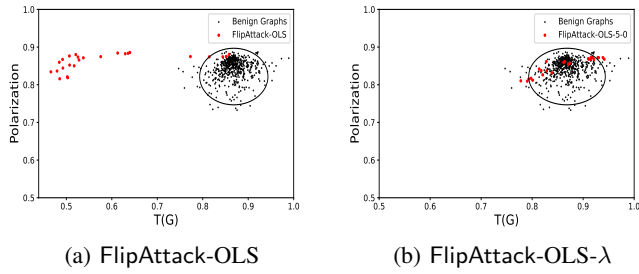 Benign Graphs
FlipAttack-OLS
Polarization
1.0
0.9
0.8
0.7
0.6
0.5
0.5 0.6 0.7 0.8 0.9 1.0
T(G)
(a) FlipAttack-OLS
Benign Graphs
FlipAttack-OLS-5-0
Polarization
1.0
0.9
0.8
0.7
0.6
0.5
0.5 0.6 0.7 0.8 0.9 1.0
T(G)
(b) FlipAttack-OLS-λ